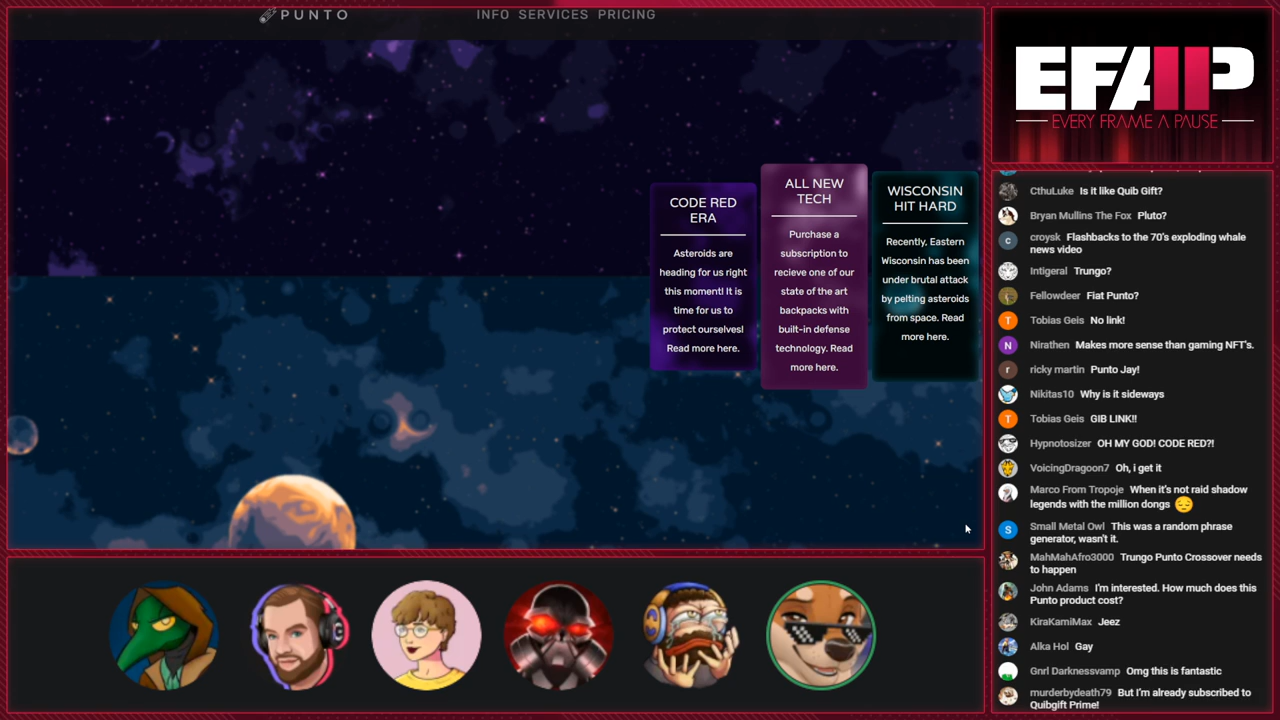 PUNTO
INFO SERVICES PRICING
CODE RED
ERA
Asteroids are
heading for us right
this moment! It is
time for us to
protect ourselves!
Read more here.
ALL NEW
TECH
Purchase a
subscription to
recieve one of our
state of the art
backpacks with
built-in defense
technology. Read
more here.
WISCONSIN
HIT HARD
Recently, Eastern
Wisconsin has been
under brutal attack
by pelting asteroids
from space. Read
more here.
EFAP
EVERY FRAME A PAUSE
CthuLuke Is it like Quib Gift?
Bryan Mullins The Fox Pluto?
c croysk Flashbacks to the 70's exploding whale
news video
Intigeral Trungo?
Fellowdeer Fiat Punto?
T Tobias Geis No link!
N Nirathen Makes more sense than gaming NFT's.
r ricky martin Punto Jay!
Nikitas10 Why is it sideways
T Tobias Geis GIB LINK!!
Hypnotosizer OH MY GOD! CODE RED?!
VoicingDragoon7 Oh, i get it
Marco From Tropoje When it's not raid shadow
legends with the million dongs 😔
S Small Metal Owl This was a random phrase
generator, wasn't it.
MahMahAfro3000 Trungo Punto Crossover needs
to happen
John Adams I'm interested. How much does this
Punto product cost?
KiraKamiMax Jeez
Alka Hol Gay
Gnrl Darknessvamp Omg this is fantastic
murderbydeath79 But I'm already subscribed to
Quibgift Prime!